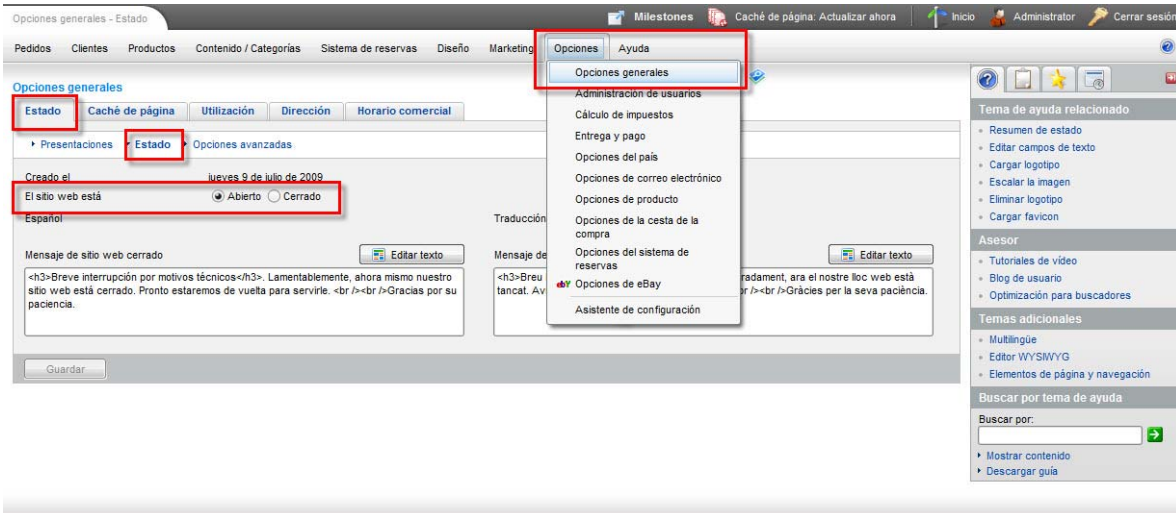 Opciones generales - Estado
Milestones
Caché de página: Actualizar ahora
Inicio
Administrator
Cerrar sesión
Pedidos Clientes Productos Contenido / Categorías Sistema de reservas Diseño Marketing Opciones Ayuda
Opciones generales
Administración de usuarios
Cálculo de impuestos
Entrega y pago
Opciones del país
Opciones de correo electrónico
Opciones de producto
Opciones de la cesta de la
compra
Opciones del sistema de
reservas
ebY Opciones de eBay
Asistente de configuración
Opciones generales
Estado Caché de página Utilización Dirección Horario comercial
Presentaciones Estado Opciones avanzadas
Creado el jueves 9 de julio de 2009
El sitio web está Abierto Cerrado
Español
Mensaje de sitio web cerrado Editar texto
<h3>Breve interrupción por motivos técnicos</h3>. Lamentablemente, ahora mismo nuestro
sitio web está cerrado. Pronto estaremos de vuelta para servirle. <br /><br />Gracias por su
paciencia.
Traducción
Mensaje de Editar texto
<h3>Breu radament, ara el nostre lloc web està
tancat. Av br /><br />Gràcies per la seva paciència.
Guardar
Tema de ayuda relacionado
Resumen de estado
Editar campos de texto
Cargar logotipo
Escalar la imagen
Eliminar logotipo
Cargar favicon
Asesor
Tutoriales de vídeo
Blog de usuario
Optimización para buscadores
Temas adicionales
Multilingüe
Editor WYSIWYG
Elementos de página y navegación
Buscar por tema de ayuda
Buscar por:
Mostrar contenido
Descargar guía